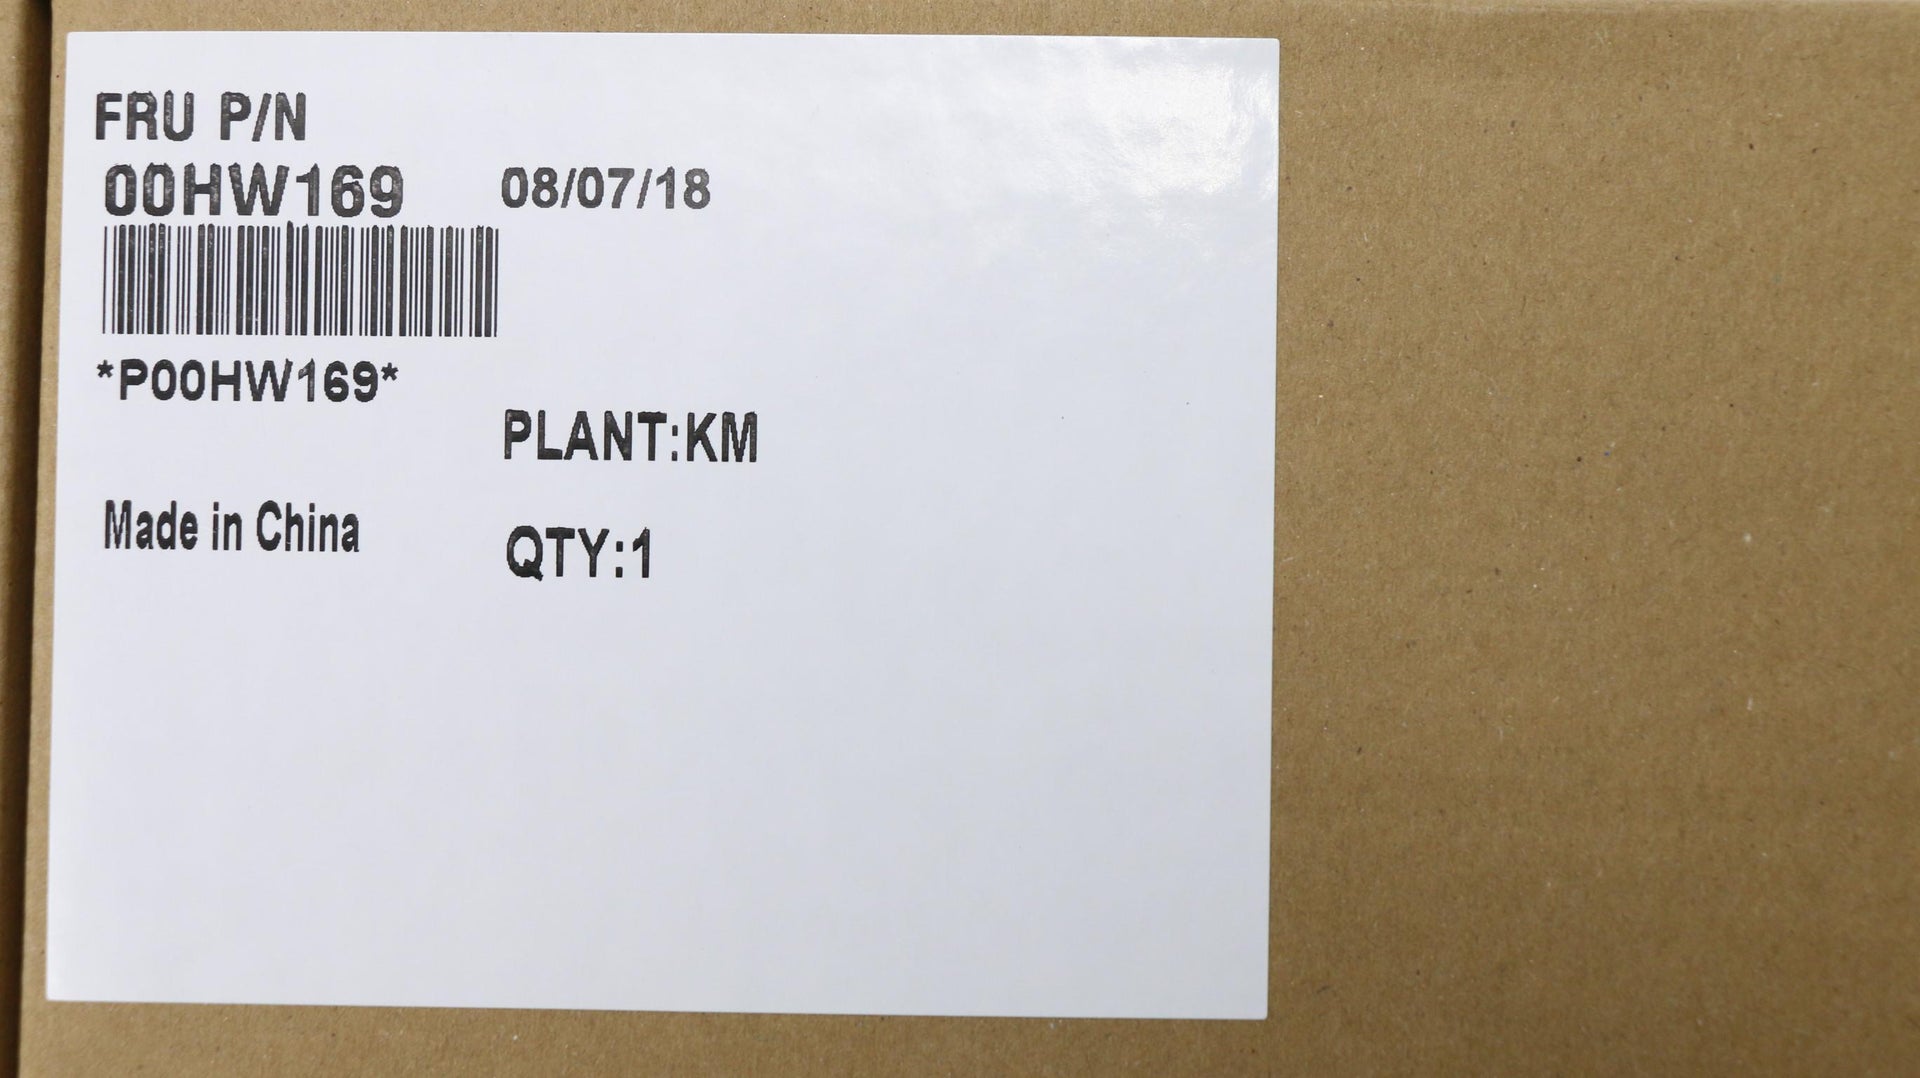 FRU P/N
00HW169 08/07/18
*P00HW169*
PLANT:KM
Made in China
QTY:1